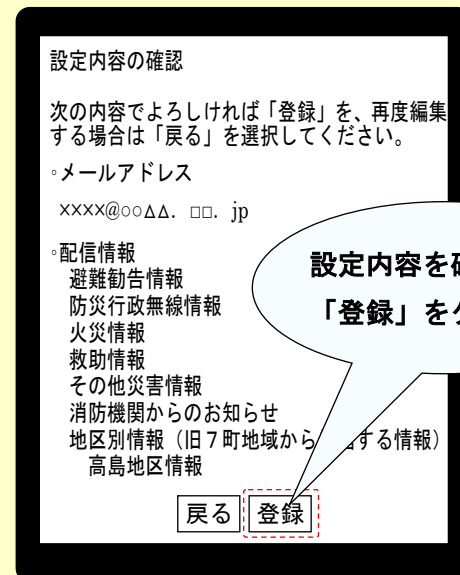 設定内容の確認
次の内容でよろしければ「登録」を、再度編集
する場合は「戻る」を選択してください。
◦メールアドレス
××××@○○△△. □□. jp
◦配信情報
避難勧告情報
防災行政無線情報
火災情報
救助情報
その他災害情報
消防機関からのお知らせ
地区別情報（旧７町地域から　　する情報）
高島地区情報
設定内容を
「登録」を
戻る
登録